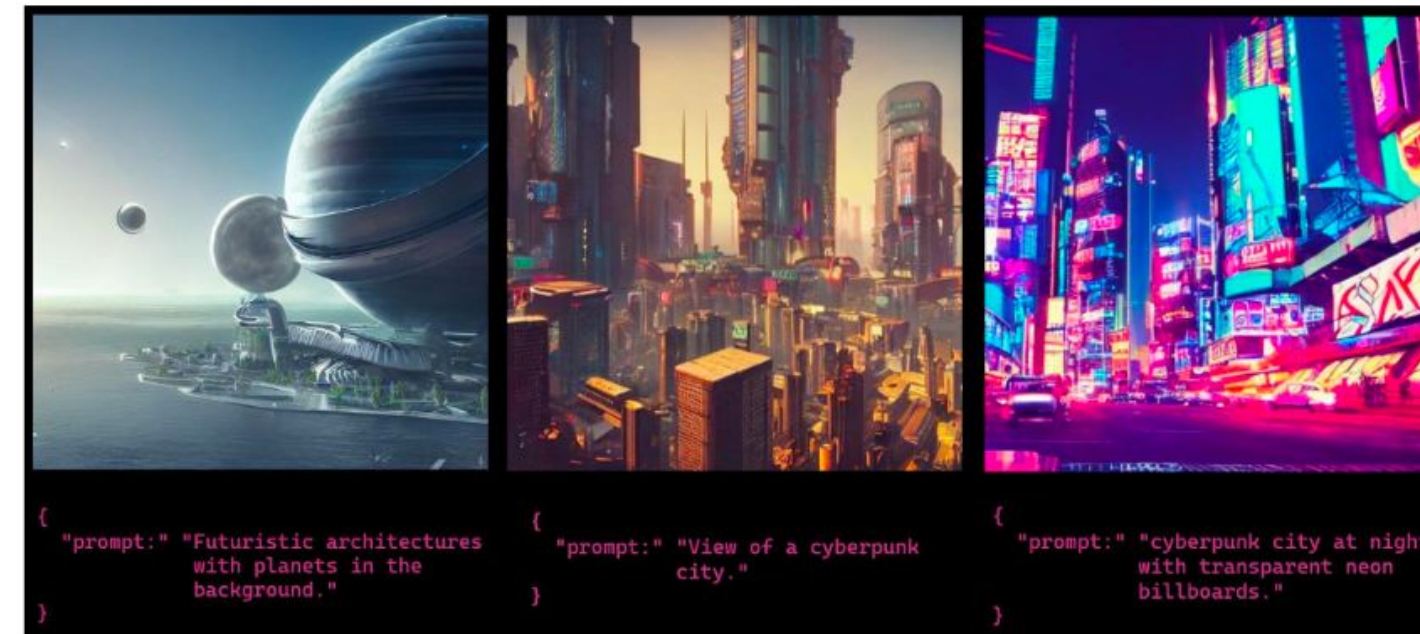 {
"prompt:" "Futuristic architectures
with planets in the
background."
}
{
"prompt:" "View of a cyberpunk
city."
}
{
"prompt:" "cyberpunk city at nigh
with transparent neon
billboards."
}